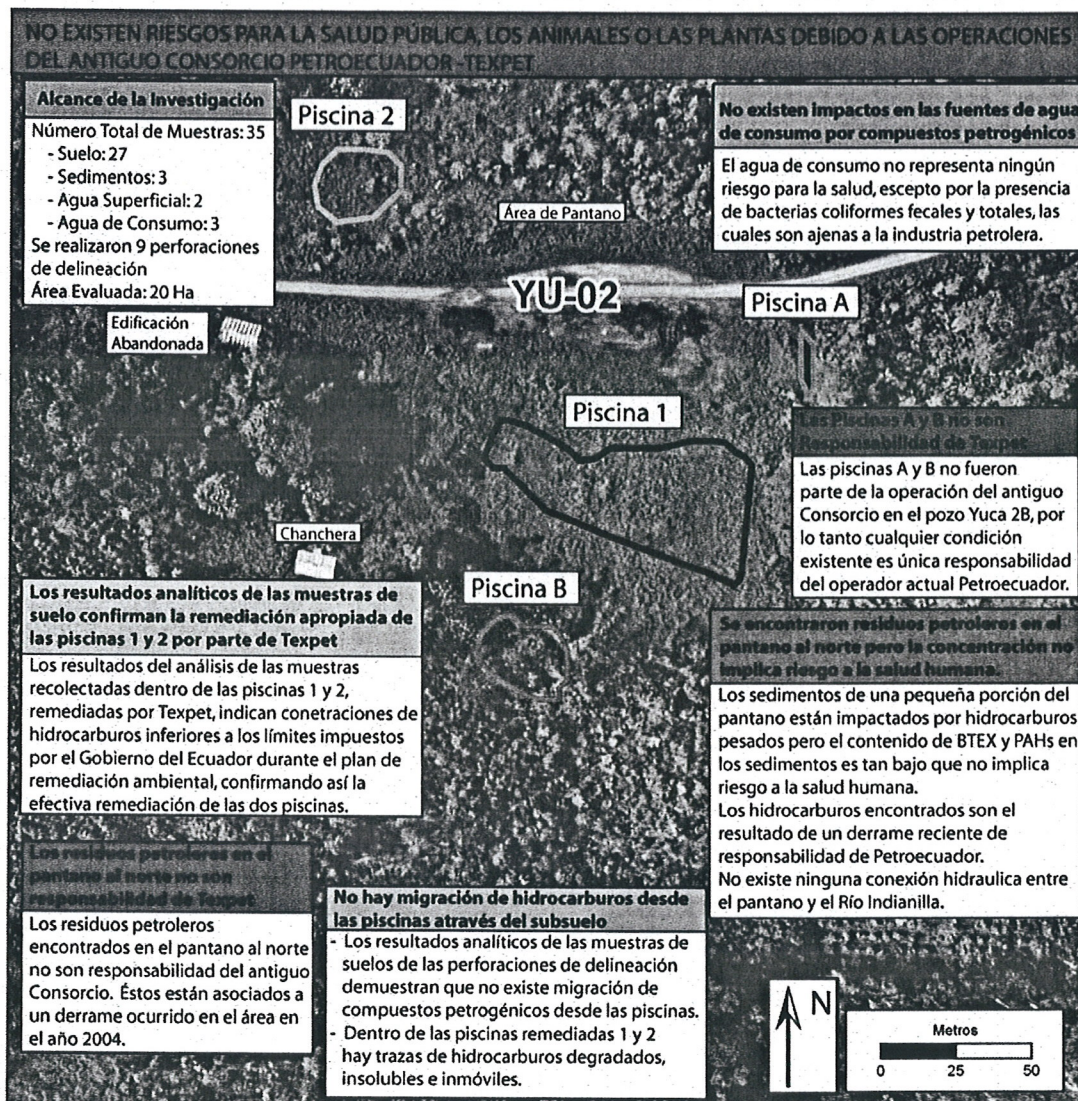 NO EXISTEN RIESGOS PARA LA SALUD PÚBLICA, LOS ANIMALES O LAS PLANTAS DEBIDO A LAS OPERACIONES
DEL ANTIGUO CONSORCIO PETROECUADOR -TEXPET
Alcance de la Investigación
Número Total de Muestras: 35
- Suelo: 27
- Sedimentos: 3
- Agua Superficial: 2
- Agua de Consumo: 3
Se realizaron 9 perforaciones
de delineación
Área Evaluada: 20 Ha
Piscina 2
Área de Pantano
No existen impactos en las fuentes de agua
de consumo por compuestos petrogénicos
El agua de consumo no representa ningún
riesgo para la salud, escepto por la presencia
de bacterias coliformes fecales y totales, las
cuales son ajenas a la industria petrolera.
YU-02
Piscina A
Edificación
Abandonada
Piscina 1
Las Piscinas A y B no son
Responsabilidad de Texpet
Las piscinas A y B no fueron
parte de la operación del antiguo
Consorcio en el pozo Yuca 2B, por
lo tanto cualquier condición
existente es única responsabilidad
del operador actual Petroecuador.
Chanchera
Piscina B
Los resultados analíticos de las muestras de
suelo confirman la remediación apropiada de
las piscinas 1 y 2 por parte de Texpet
Los resultados del análisis de las muestras
recolectadas dentro de las piscinas 1 y 2,
remediadas por Texpet, indican conetraciones de
hidrocarburos inferiores a los límites impuestos
por el Gobierno del Ecuador durante el plan de
remediación ambiental, confirmando así la
efectiva remediación de las dos piscinas.
Se encontraron residuos petroleros en el
pantano al norte pero la concentración no
implica riesgo a la salud humana.
Los sedimentos de una pequeña porción del
pantano están impactados por hidrocarburos
pesados pero el contenido de BTEX y PAHs en
los sedimentos es tan bajo que no implica
riesgo a la salud humana.
Los hidrocarburos encontrados son el
resultado de un derrame reciente de
responsabilidad de Petroecuador.
No existe ninguna conexión hidraulica entre
el pantano y el Río Indianilla.
Los residuos petroleros en el
pantano al norte no son
responsabilidad de Texpet
Los residuos petroleros
encontrados en el pantano al norte
no son responsabilidad del antiguo
Consorcio. Éstos están asociados a
un derrame ocurrido en el área en
el año 2004.
No hay migración de hidrocarburos desde
las piscinas através del subsuelo
- Los resultados analíticos de las muestras de
suelos de las perforaciones de delineación
demuestran que no existe migración de
compuestos petrogénicos desde las piscinas.
- Dentro de las piscinas remediadas 1 y 2
hay trazas de hidrocarburos degradados,
insolubles e inmóviles.
N
Metros
0 25 50